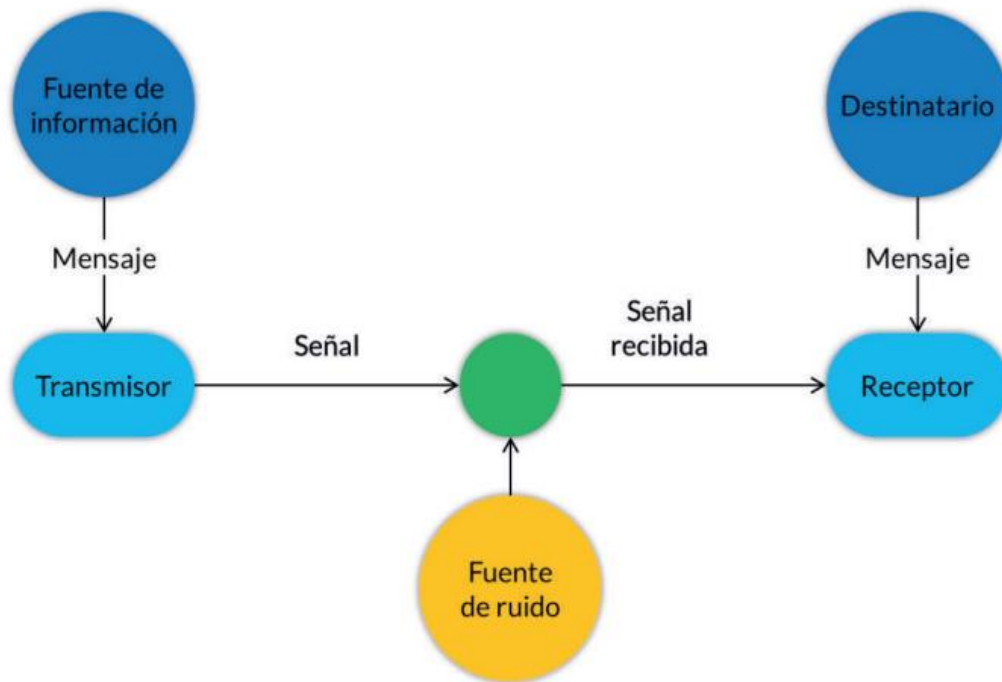 Fuente de
información
Destinatario
Mensaje
Mensaje
Señal
Señal
recibida
Transmisor
Receptor
Fuente
de ruido